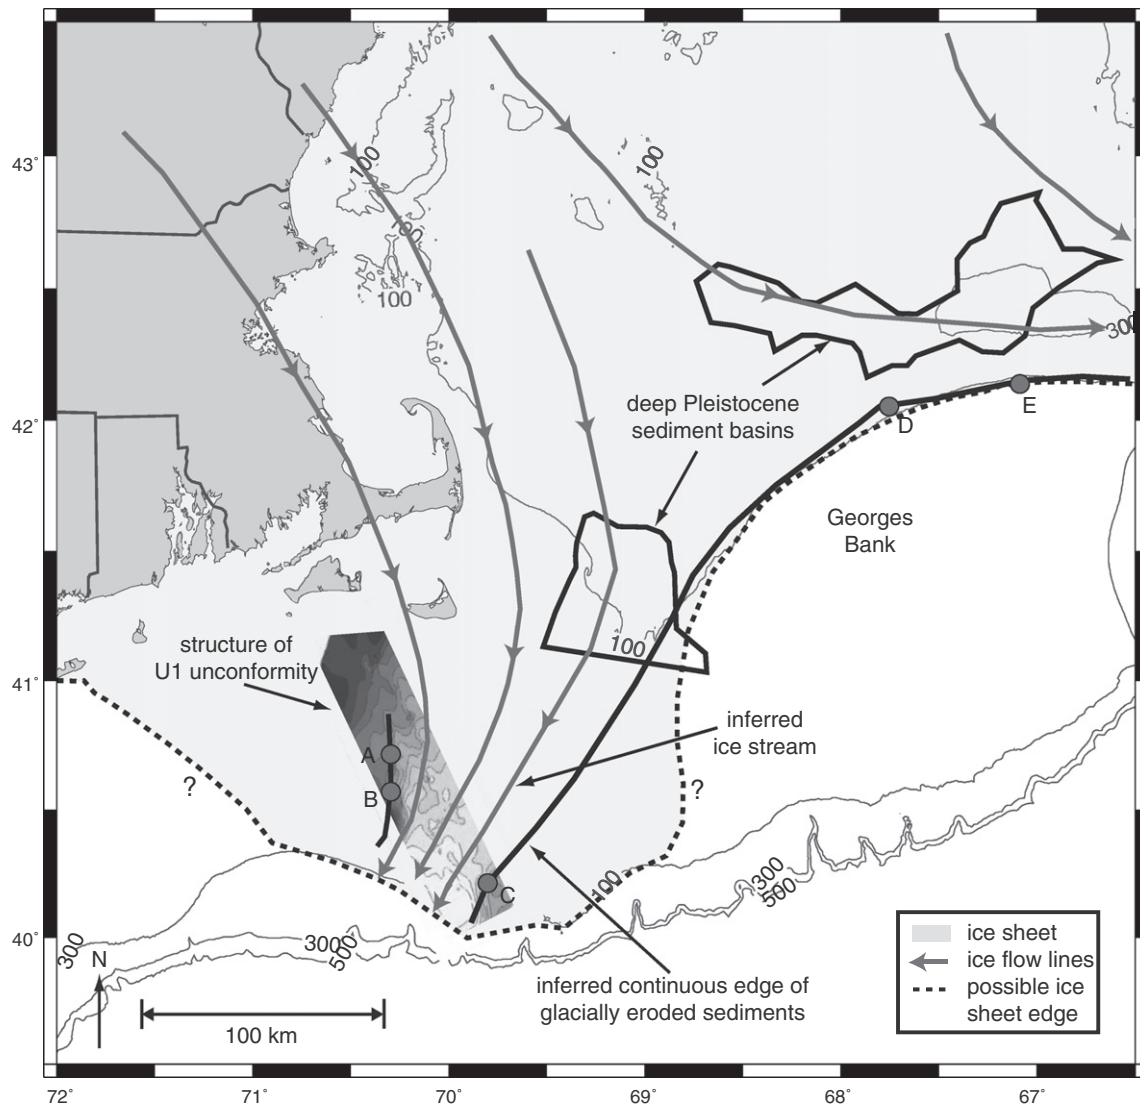 43˚
42˚
41˚
40˚
100
100
100
100
300
deep Pleistocene
sediment basins
D
E
Georges
Bank
100
structure of
U1 unconformity
A
B
?
inferred
ice stream
?
C
100
300
500
300
300
500
N
100 km
inferred continuous edge of
glacially eroded sediments
ice sheet
ice flow lines
possible ice
sheet edge
72˚
71˚
70˚
69˚
68˚
67˚